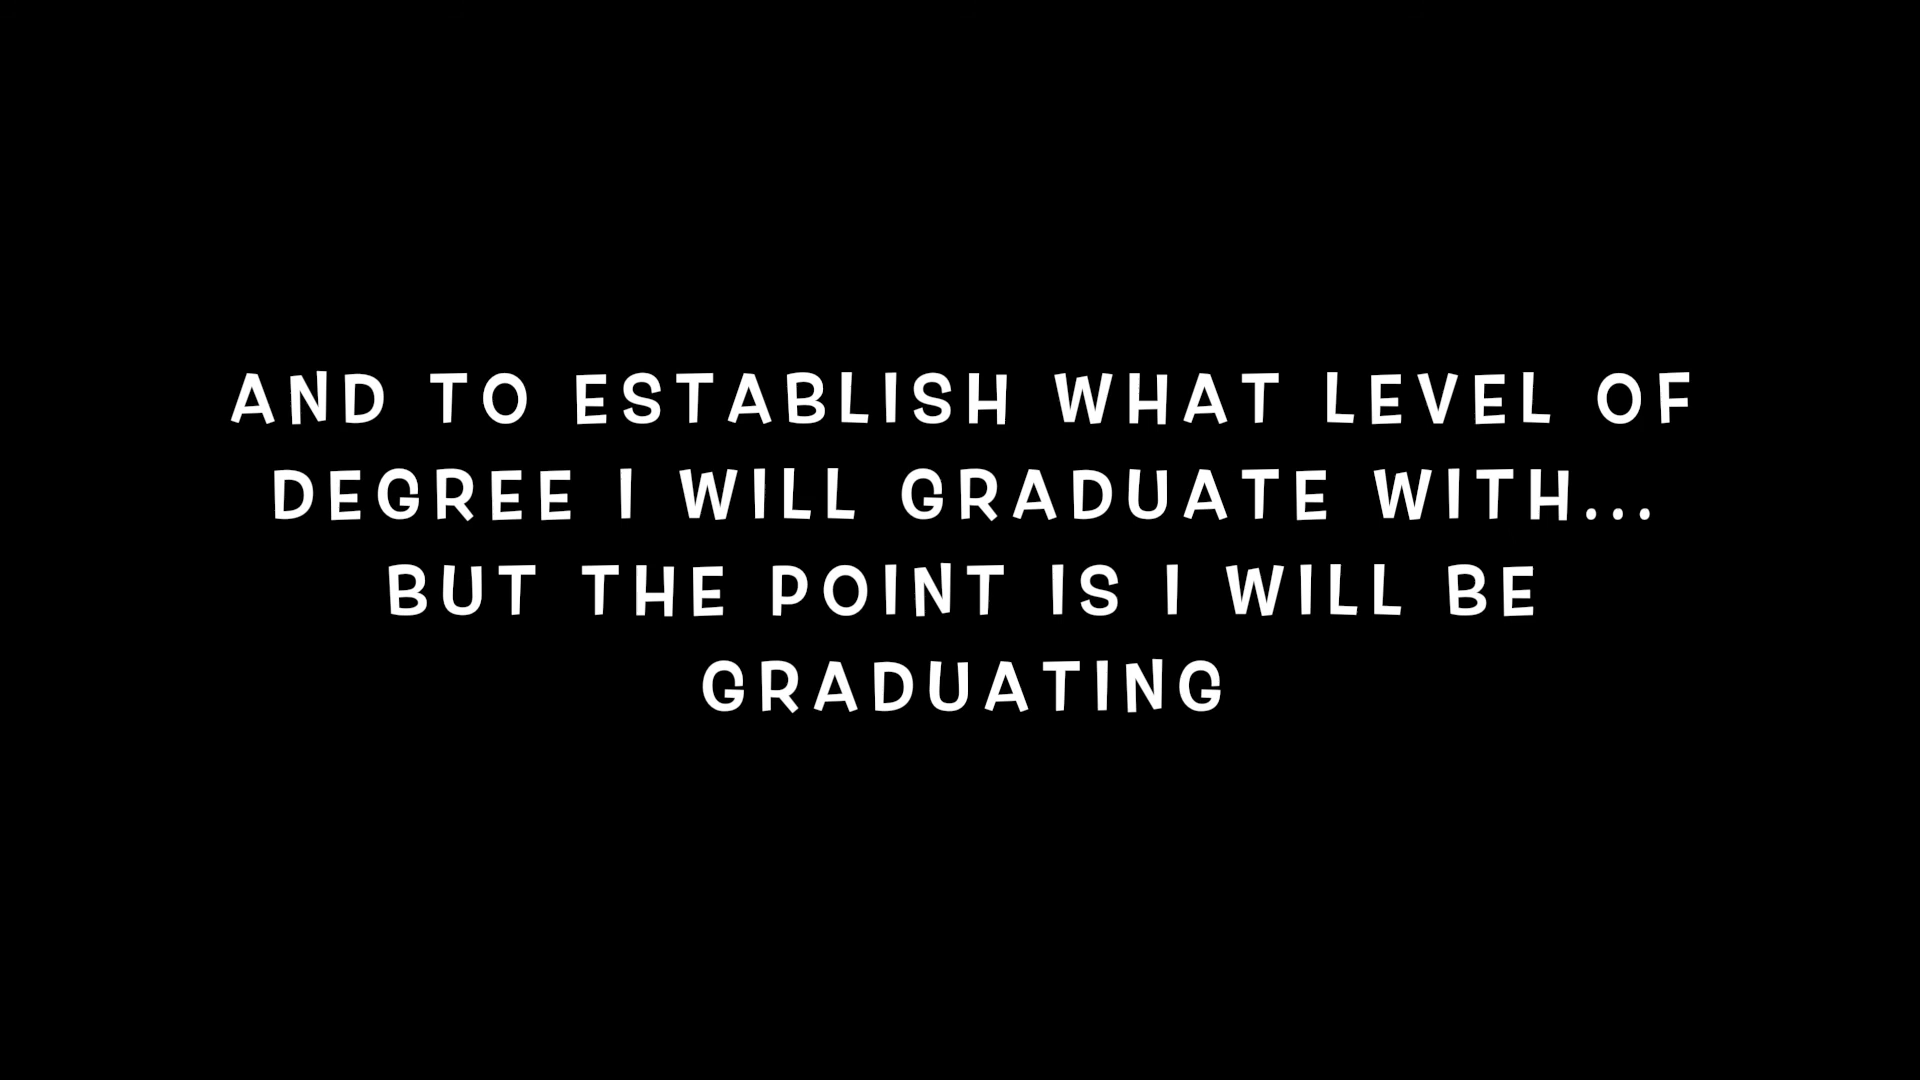 AND TO ESTABLISH WHAT LEVEL OF
DEGREE I WILL GRADUATE WITH...
BUT THE POINT IS I WILL BE
GRADUATING